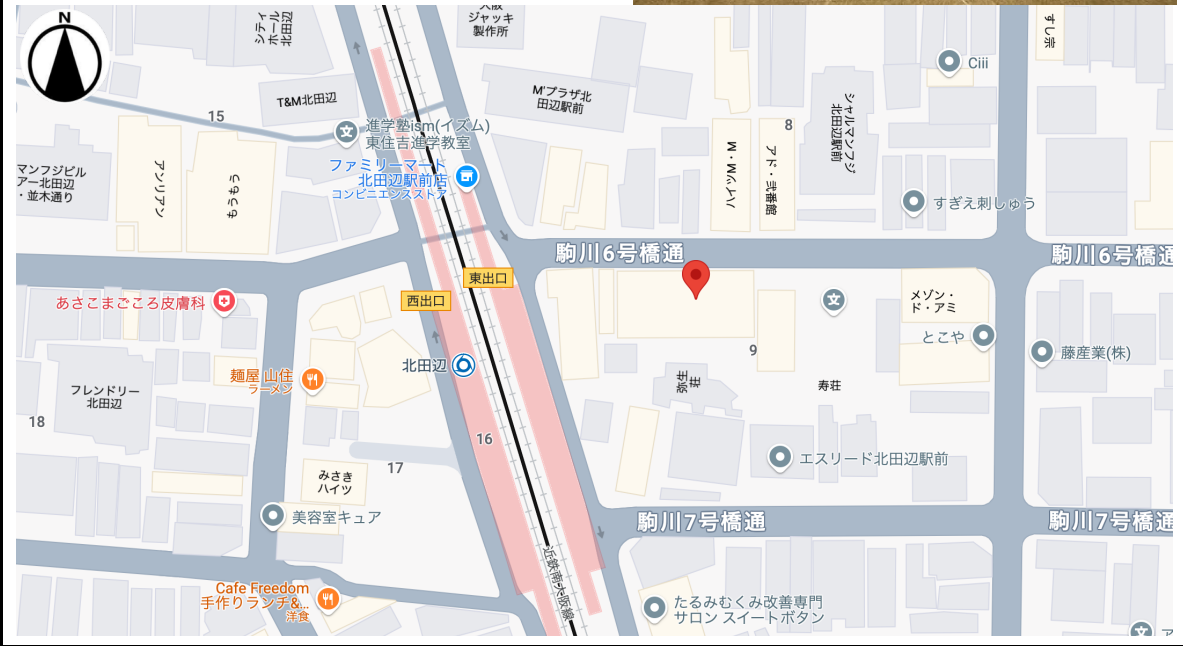 N
シティ
ホール
北田辺
大阪
ジャッキ
製作所
すし宗
Ciii
T&M北田辺
M'プラザ北
田辺駅前
シャルマンフジ
北田辺駅前
15
8
進学塾ism(イズム)
東住吉進学教室
ファミリーマート
北田辺駅前店
コンビニエンスストア
マンフジビル
アー北田辺
・並木通り
アンリアン
うもうも
ハイツM・M
アド・弐番館
すぎえ刺しゅう
駒川6号橋通
駒川6号橋通
東出口
西出口
あさこまごころ皮膚科
メゾン・
ド・アミ
とこや
藤産業(株)
北田辺
9
麺屋 山住
ラーメン
フレンドリー
北田辺
弥生荘
寿荘
18
16
17
エスリード北田辺駅前
みさき
ハイツ
美容室キュア
駒川7号橋通
駒川7号橋通
近鉄南大阪線
Cafe Freedom
手作りランチ&...
洋食
たるみむくみ改善専門
サロン スイートボタン
ア